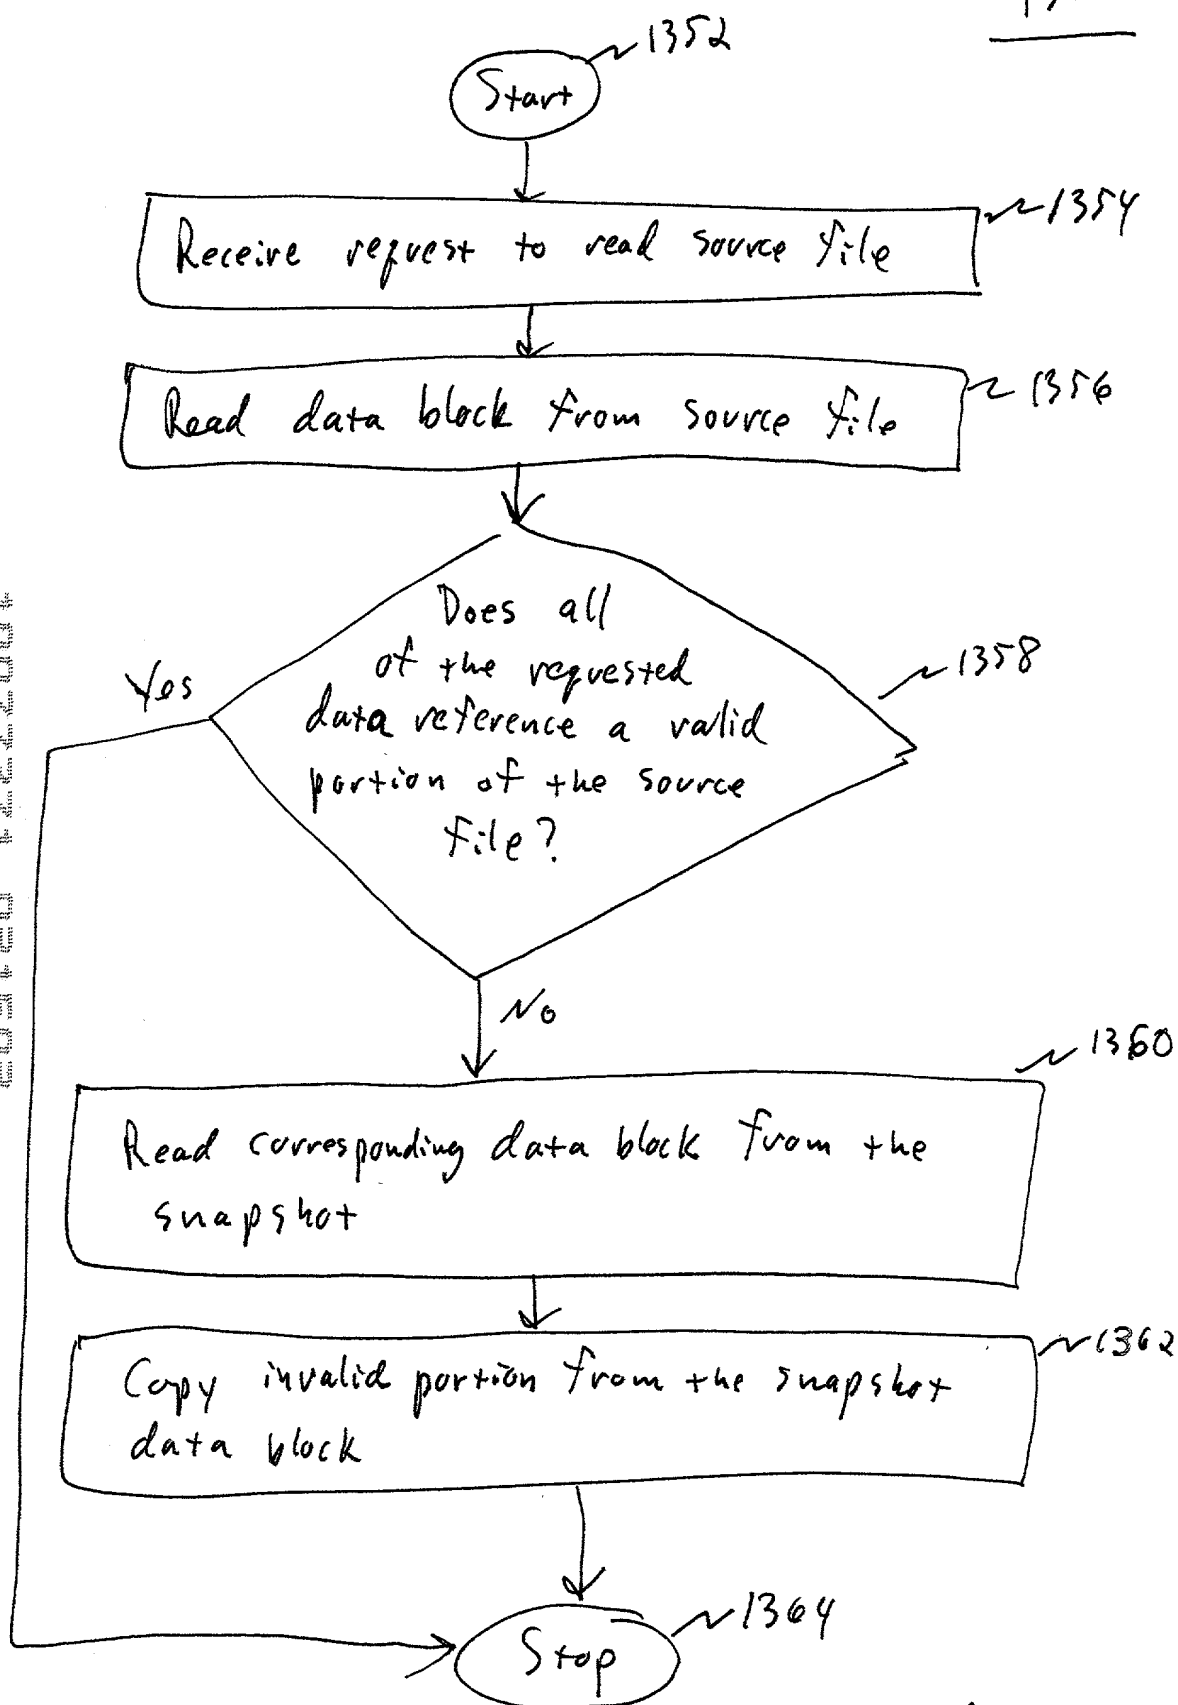 1352
Start
1354
Receive request to read source file
1356
Read data block from source file
Does all
of the requested
data reference a valid
portion of the source
file?
1358
Yes
No
1360
Read corresponding data block from the
snapshot
1362
Copy invalid portion from the snapshot
data block
1364
Stop